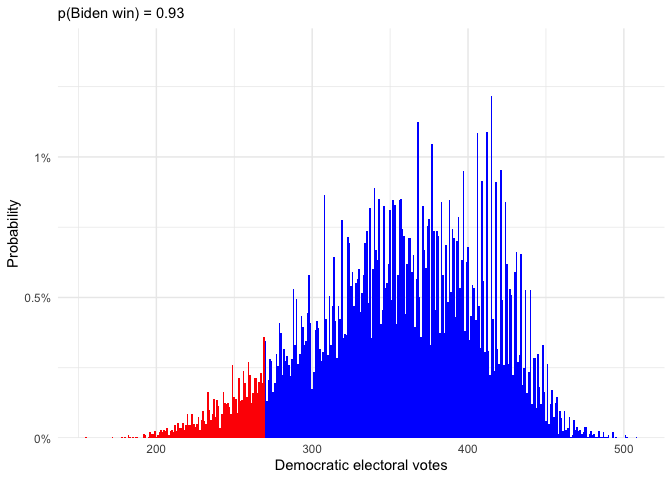 p(Biden win) = 0.93
Probability
1%
0.5%
0%
200 300 400 500
Democratic electoral votes